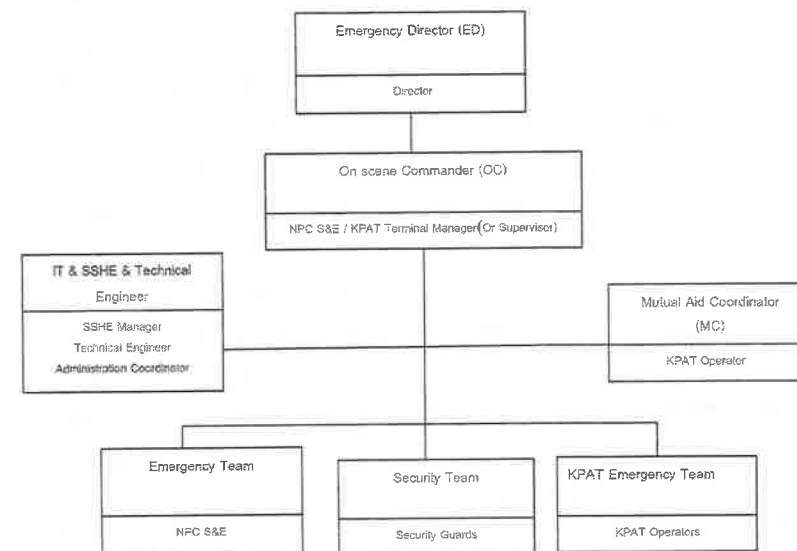 Emergency Director (ED)
Director
On scene Commander (OC)
NPC S&E / KPAT Terminal Manager(Or Supervisor)
IT & SSHE & Technical
Engineer
SSHE Manager
Technical Engineer
Administration Coordinator
Mutual Aid Coordinator
(MC)
KPAT Operator
Emergency Team
NPC S&E
Security Team
Security Guards
KPAT Emergency Team
KPAT Operators